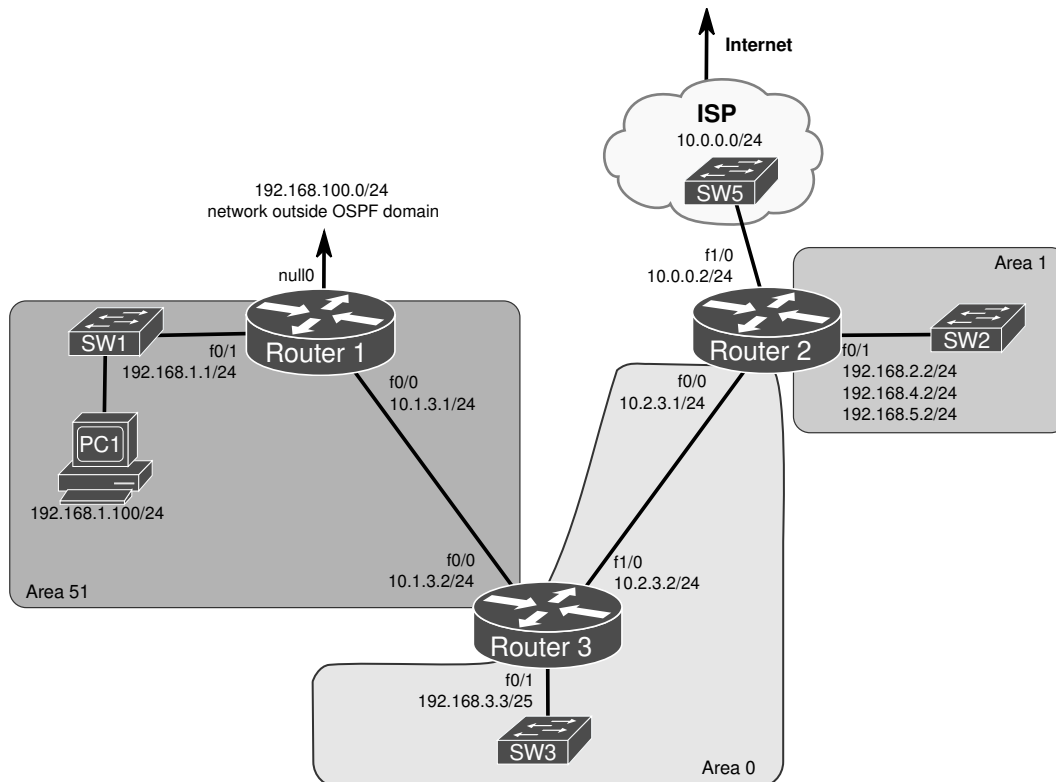 Internet
ISP
10.0.0.0/24
SW5
192.168.100.0/24
network outside OSPF domain
null0
f1/0
10.0.0.2/24
Area 1
SW1
f0/1
192.168.1.1/24
Router 1
f0/0
10.1.3.1/24
Router 2
f0/0
10.2.3.1/24
f0/1
192.168.2.2/24
192.168.4.2/24
192.168.5.2/24
SW2
PC1
192.168.1.100/24
f0/0
10.1.3.2/24
f1/0
10.2.3.2/24
Area 51
Router 3
f0/1
192.168.3.3/25
SW3
Area 0